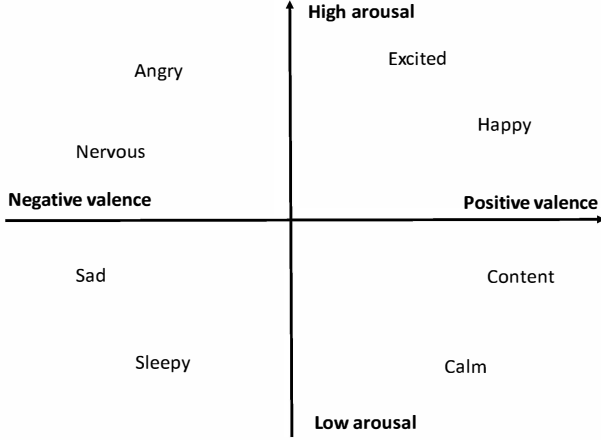 High arousal
Excited
Angry
Happy
Nervous
Negative valence
Positive valence
Sad
Content
Sleepy
Calm
Low arousal